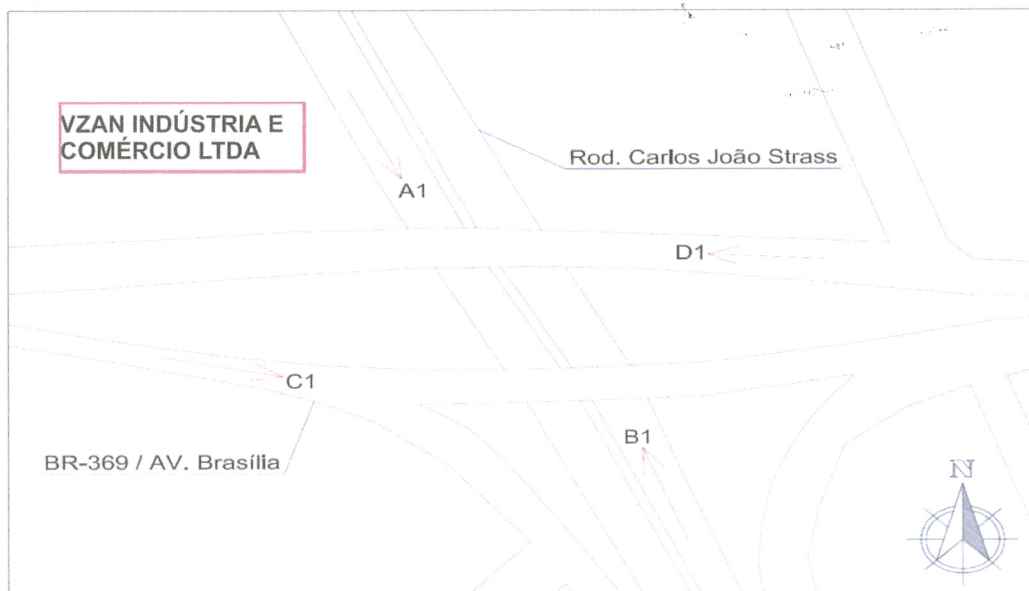 VZAN INDÚSTRIA E
COMÉRCIO LTDA
Rod. Carlos João Strass
A1
D1
C1
B1
BR-369 / AV. Brasília
N